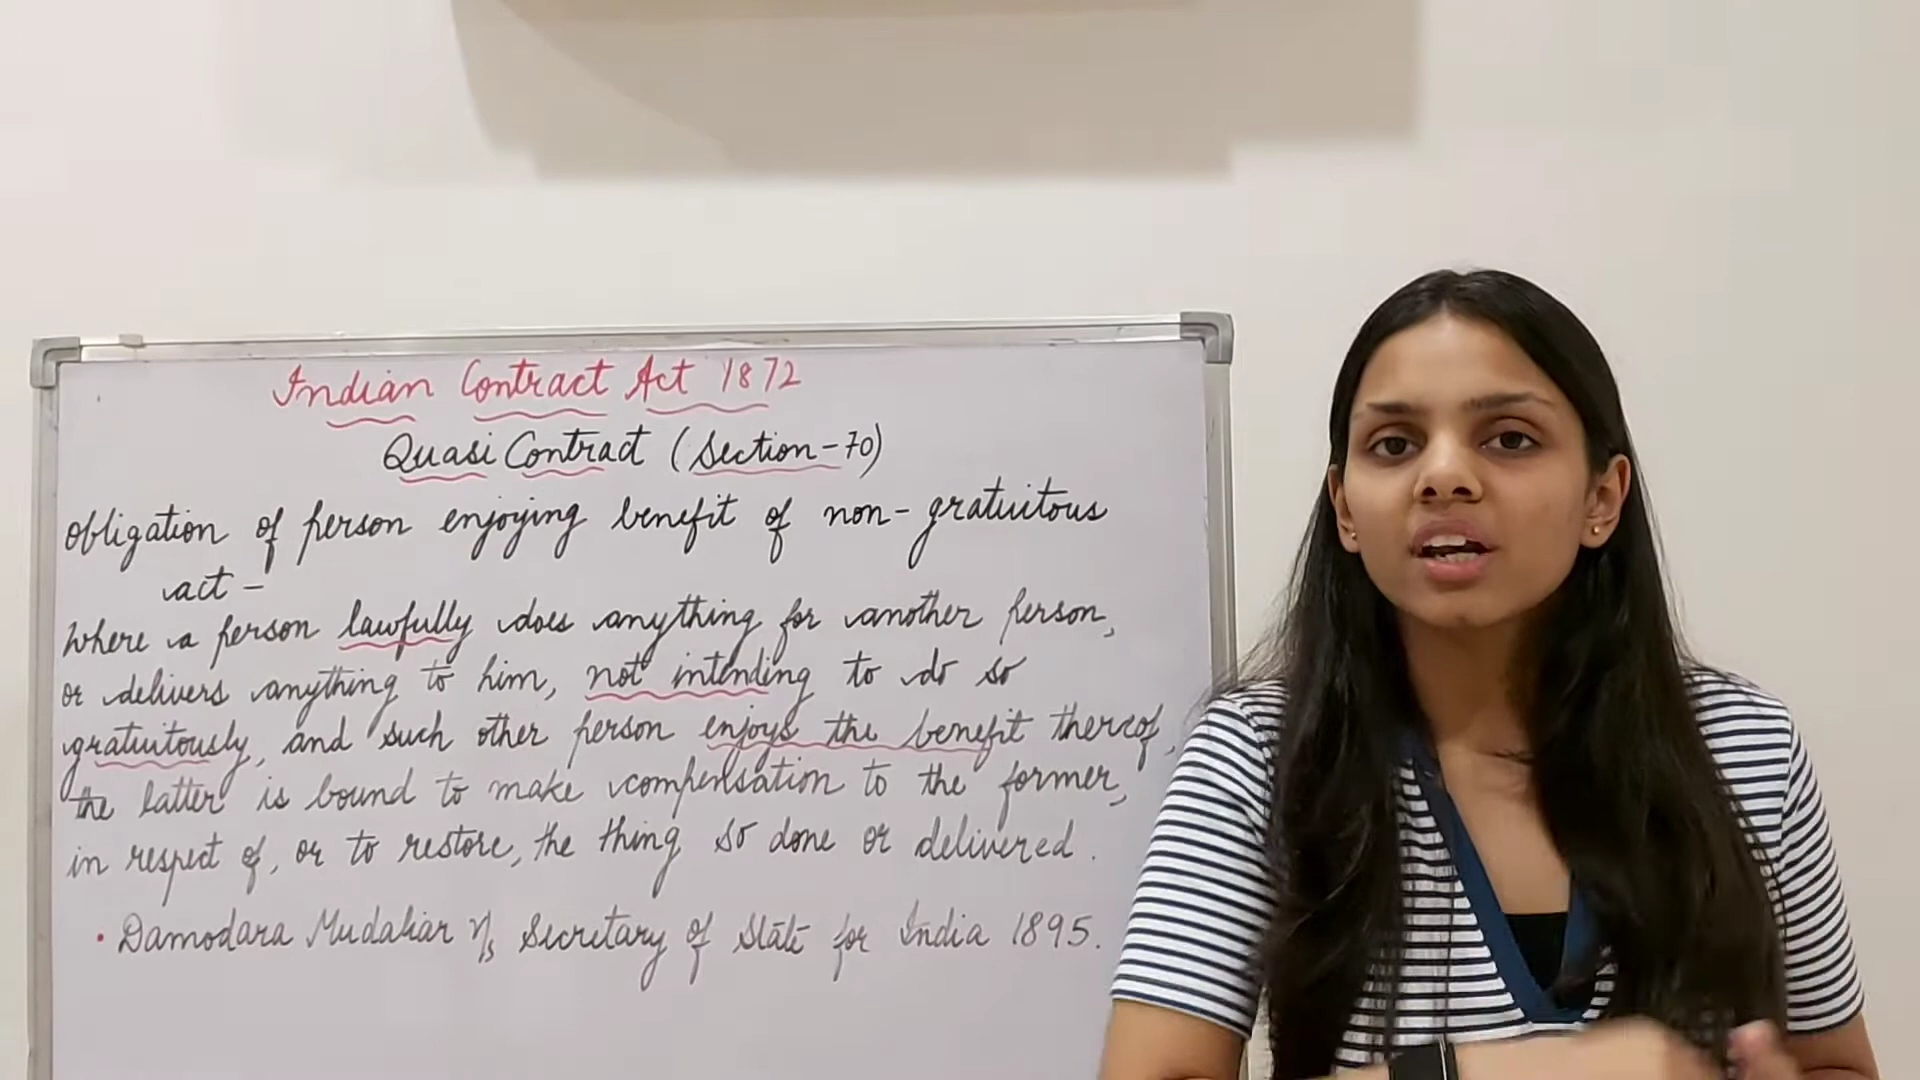 Indian Contract Act 1872
Quasi Contract (Section-70)
Obligation of person enjoying benefit of non-gratuitous
act -
Where a person lawfully does anything for another person,
or delivers anything to him, not intending to do so
gratuitously, and such other person enjoys the benefit thereof,
the latter is bound to make compensation to the former,
in respect of, or to restore, the thing so done or delivered.
• Damodara Mudaliar v/s Secretary of State for India 1895.